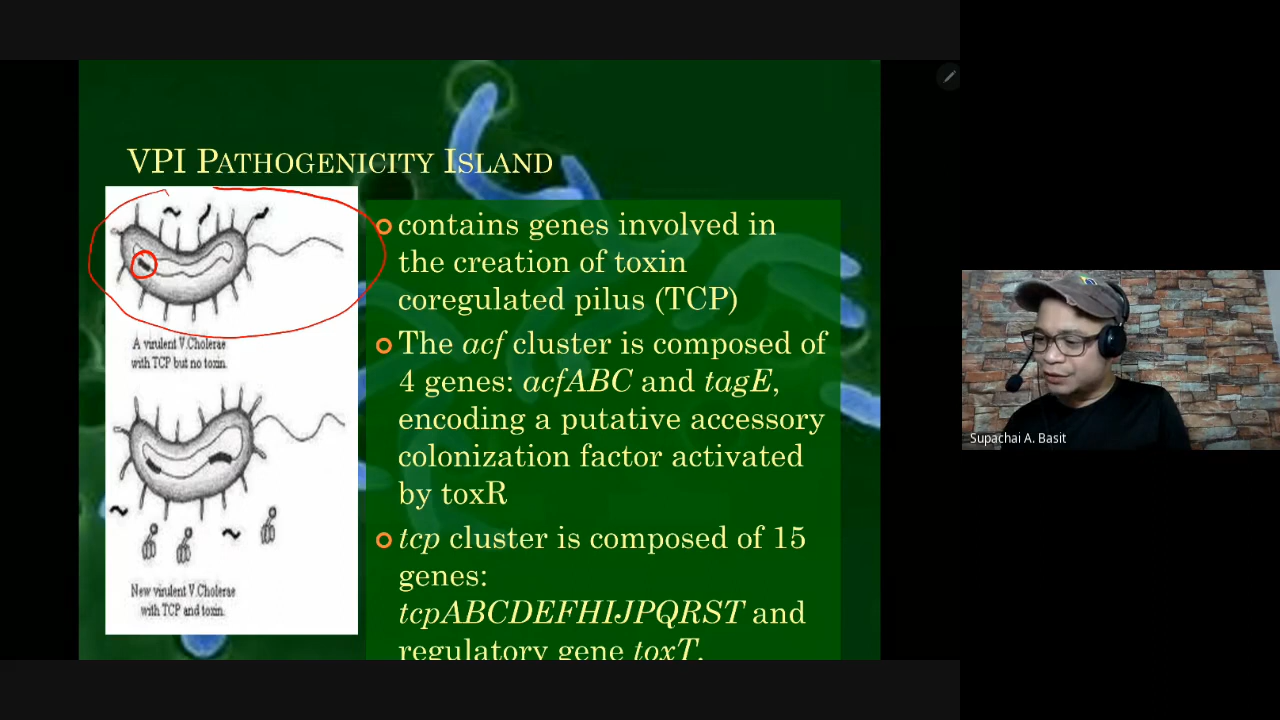 VPI PATHOGENICITY ISLAND
contains genes involved in
the creation of toxin
coregulated pilus (TCP)
The acf cluster is composed of
4 genes: acfABC and tagE,
encoding a putative accessory
colonization factor activated
by toxR
tcp cluster is composed of 15
genes:
tcpABCDEFHIJPQRST and
regulatory gene toxT.
A virulent V.Cholerae
with TCP but no toxin.
New virulent V.Cholerae
with TCP and toxin.
Supachai A. Basit